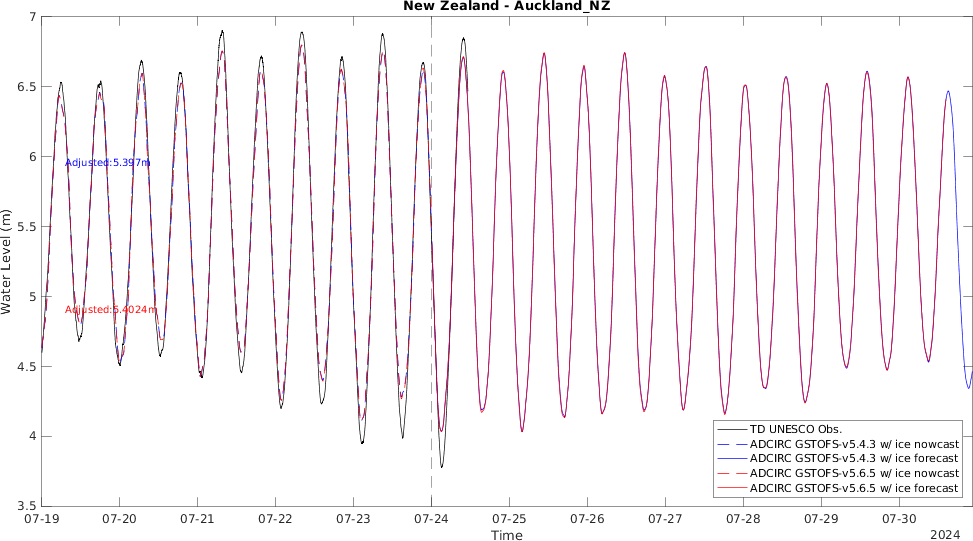 New Zealand - Auckland_NZ
7
6.5
6
5.5
5
4.5
4
3.5
Water Level (m)
Adjusted:5.397m
Adjusted:5.4024m
TD UNESCO Obs.
ADCIRC GSTOFS-v5.4.3 w/ ice nowcast
ADCIRC GSTOFS-v5.4.3 w/ ice forecast
ADCIRC GSTOFS-v5.6.5 w/ ice nowcast
ADCIRC GSTOFS-v5.6.5 w/ ice forecast
07-19 07-20 07-21 07-22 07-23 07-24 07-25 07-26 07-27 07-28 07-29 07-30
Time
2024